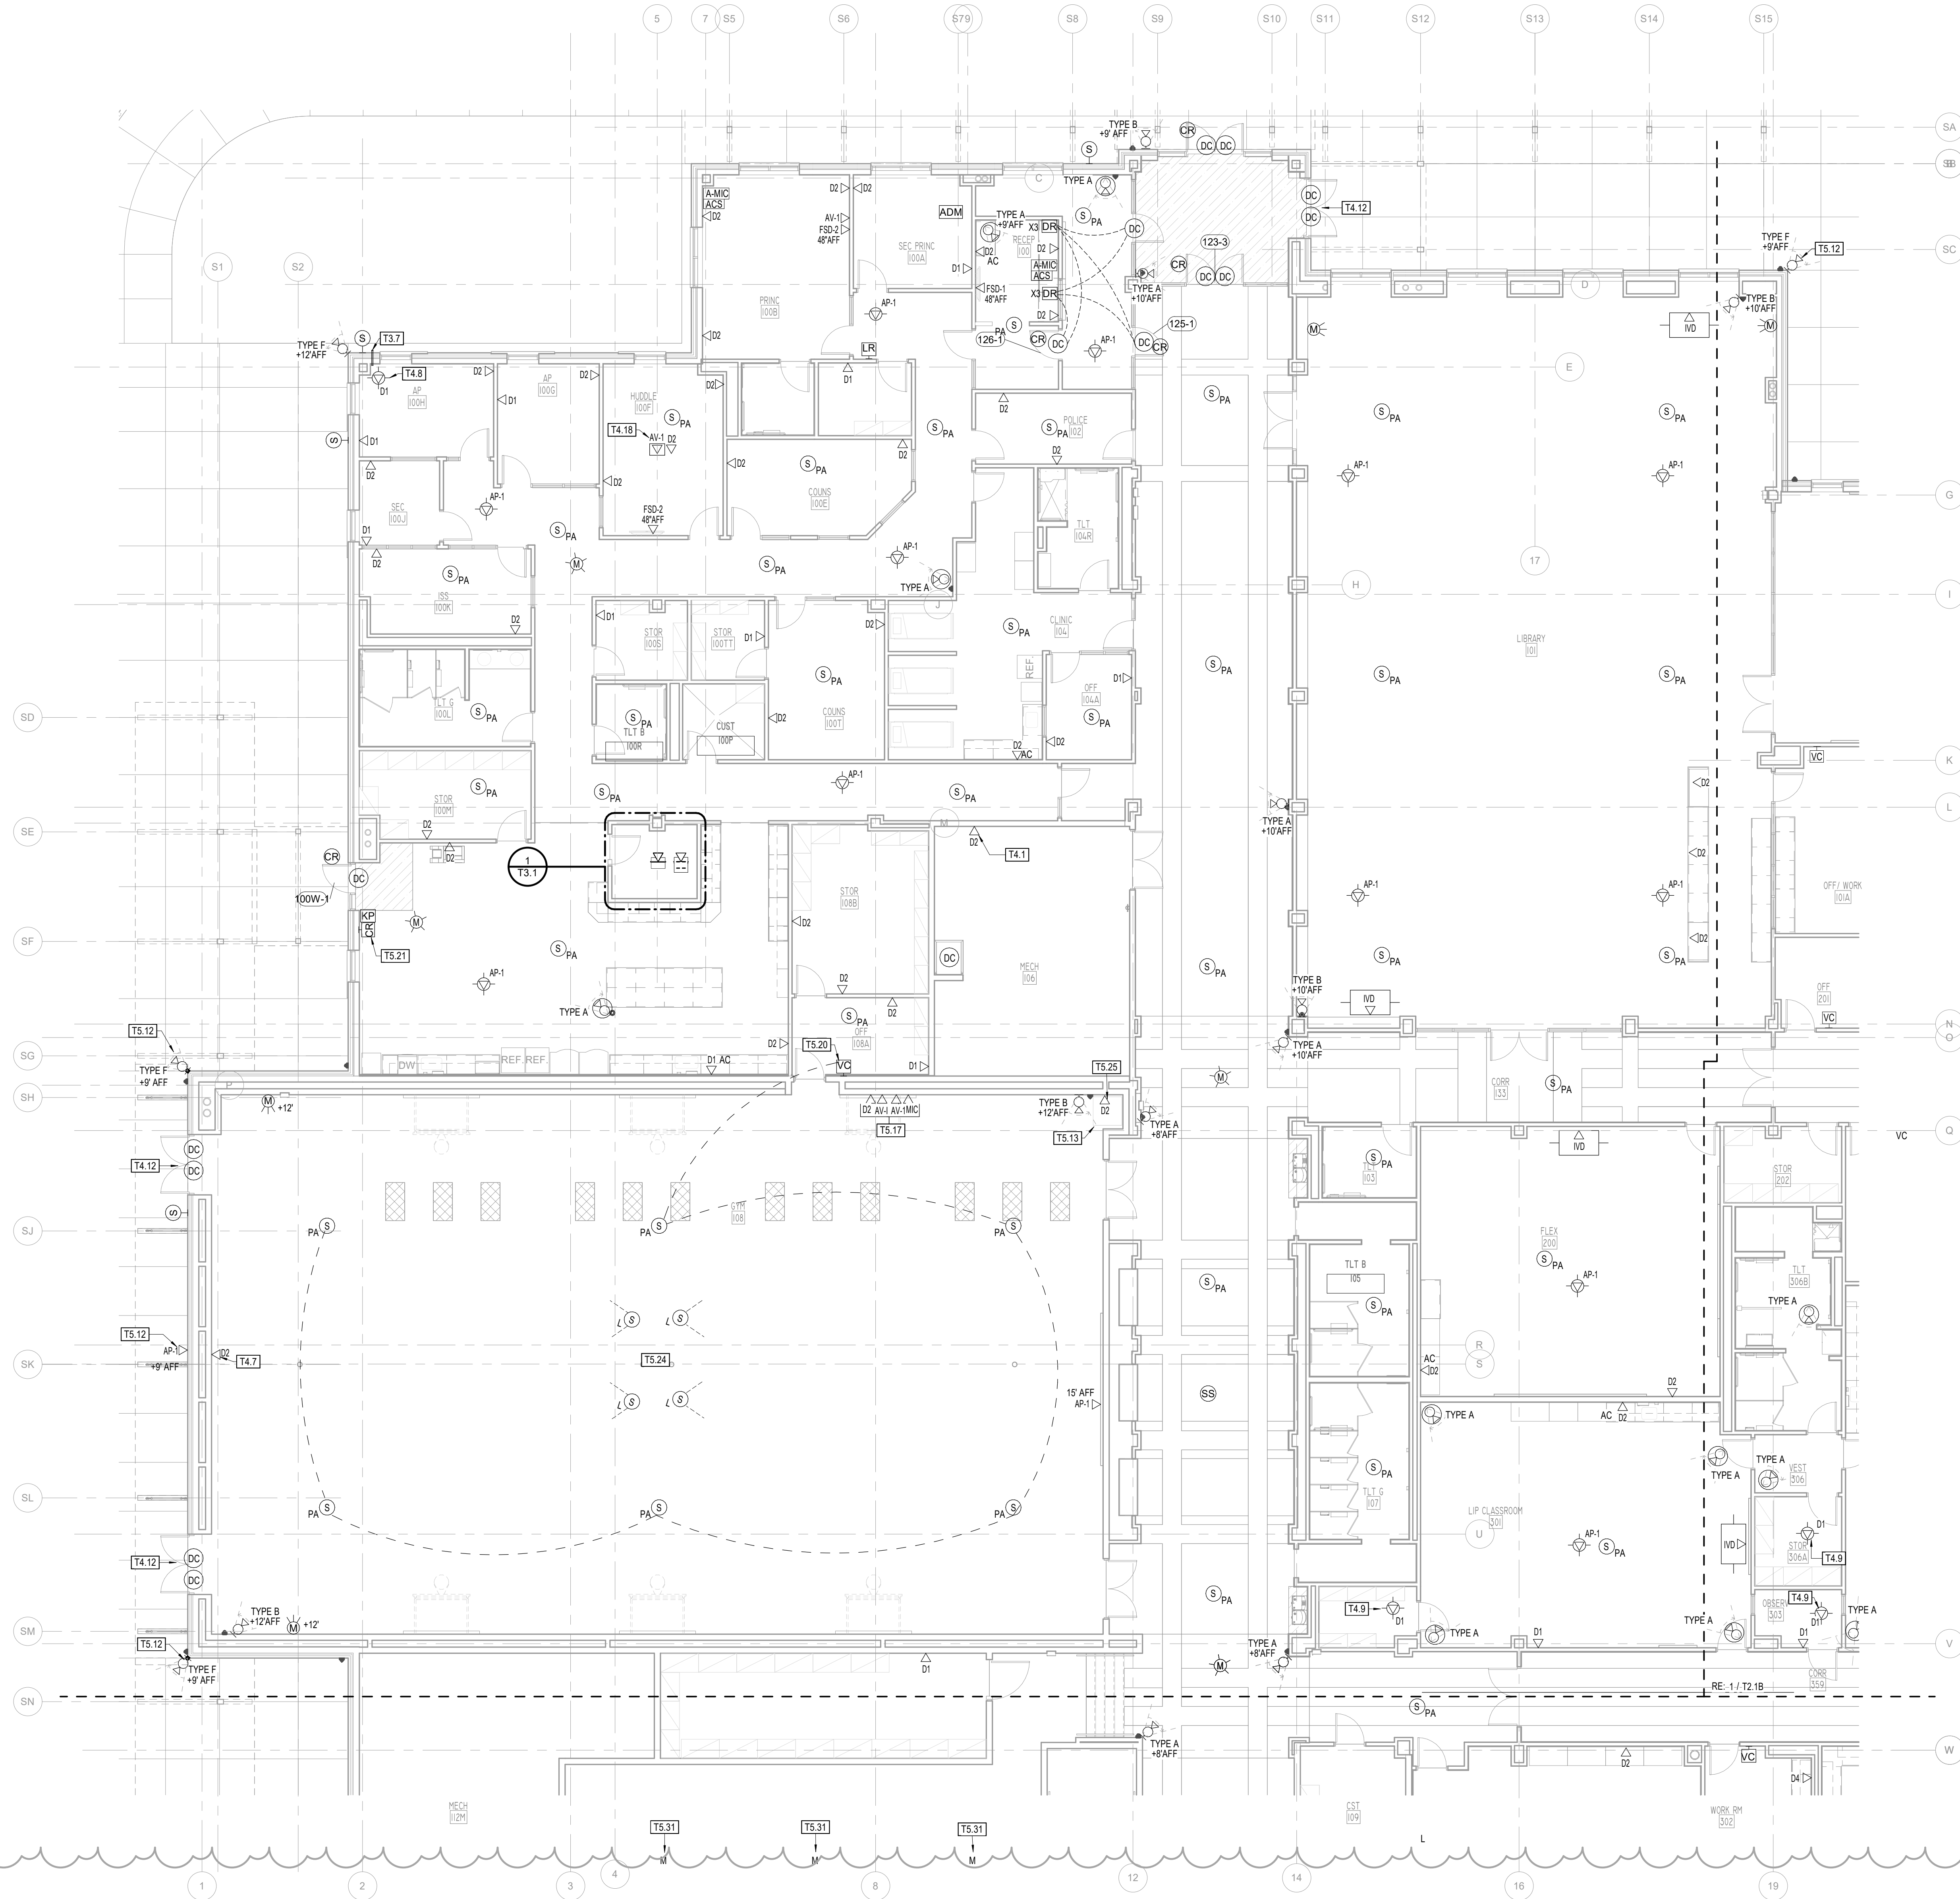 5
7
S5
S6
S7
9
S8
S9
S10
S11
S12
S13
S14
S15
SA
TYPE B
+9' AFF
CR
DC
DC
S
SB
B
C
TYPE A
A-MIC
ACS
D2
D2
D2
AV-1
FSD-2
48"AFF
ADM
TYPE A
+9'AFF
X3
DR
RECEP
100
S
PA
DC
DC
DC
T4.12
123-3
TYPE F
+9'AFF
T5.12
SC
SEC PRINC
100A
D2
AC
D2
A-MIC
ACS
CR
DC
DC
D1
FSD-1
48"AFF
X3
DR
TYPE A
+10'AFF
D
S1
S2
PRINC
100B
AP-1
D2
S
PA
CR
DC
126-1
AP-1
DC
CR
125-1
IVD
TYPE B
+10'AFF
M
M
S
T3.7
TYPE F
+12'AFF
D2
LR
T4.8
D1
AP
100H
D2
AP
100G
D2
HUDDLE
100F
D2
D1
E
D1
S
PA
D2
S
PA
POLICE
102
S
PA
S
PA
S
PA
S
PA
T4.18
AV-1
D2
S
D1
D2
D2
D2
S
PA
COUNS
100E
D2
D2
TLT
104R
AP-1
AP-1
G
SEC
100J
AP-1
FSD-2
48"AFF
D1
D2
S
PA
M
S
PA
AP-1
TYPE A
17
H
I
S
PA
ISS
100K
D2
J
D1
STOR
100S
STOR
100TT
D1
D2
S
PA
CLINIC
104
LIBRARY
101
S
PA
COUNS
100T
REF.
OFF
104A
D1
S
PA
S
PA
S
PA
SD
TLT G
100L
S
PA
S
PA
TLT B
100R
CUST
100P
D2
S
PA
D2
D2
AC
VC
K
STOR
100M
S
PA
S
PA
AP-1
S
PA
D2
TYPE A
+10'AFF
L
SE
D2
D2
1
T3.1
M
D2
T4.1
CR
DC
100W-1
D2
AP-1
AP-1
OFF/ WORK
101A
STOR
108B
KP
CR
T5.21
M
D2
SF
S
PA
DC
MECH
106
S
PA
S
PA
S
PA
D2
AP-1
D2
D2
TYPE B
+10'AFF
IVD
OFF
201
TYPE A
S
PA
OFF
108A
VC
N
T5.12
T5.20
D2
O
SG
DW
REF.
REF.
D1 AC
VC
D1
T5.25
TYPE A
+10'AFF
TYPE F
+9' AFF
P
M
CORR
133
S
PA
SH
M
+12'
D2
AV-1
AV-1
MIC
TYPE B
+12'AFF
D2
T5.17
T5.13
TYPE A
+8'AFF
IVD
Q
VC
DC
DC
T4.12
S
PA
TLT
103
STOR
202
S
GYM
108
SJ
S
PA
S
PA
S
PA
FLEX
200
S
PA
AP-1
TLT B
105
TLT
306B
S
PA
S
PA
TYPE A
S
L
S
L
T5.12
AP-1
+9' AFF
D2
T4.7
T5.24
R
S
SK
AC
D2
S
L
S
L
15' AFF
AP-1
SS
D2
TYPE A
AC
D2
TYPE A
TYPE A
VEST
306
S
PA
TLT G
107
SL
S
PA
S
PA
S
PA
LIP CLASSROOM
301
U
AP-1
S
PA
IVD
D1
STOR
306A
T4.9
DC
DC
T4.12
S
PA
T4.9
D1
OBSERV
303
T4.9
D1
TYPE A
SM
TYPE B
+12'AFF
M
+12'
TYPE A
TYPE A
D1
D1
V
T5.12
TYPE F
+9' AFF
D1
TYPE A
+8'AFF
M
CORR
359
RE: 1 / T2.1B
SN
S
PA
TYPE A
+8'AFF
D2
VC
W
D4
MECH
112M
CST
109
WORK RM
302
T5.31
T5.31
T5.31
L
M
M
M
1
2
3
4
8
12
14
16
19